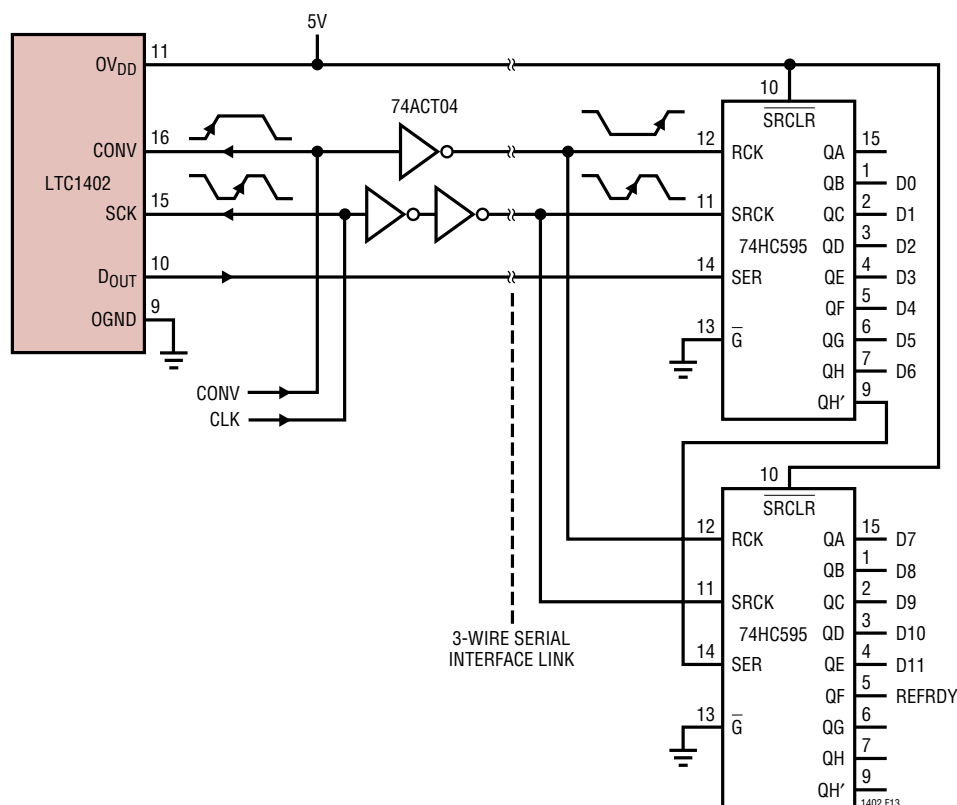 5V
11
OVDD
10
74ACT04
SRCLR
16
CONV
12
RCK
QA
15
LTC1402
QB
1
D0
15
SCK
11
SRCK
QC
2
D1
74HC595
QD
3
D2
10
DOUT
14
SER
QE
4
D3
9
OGND
QF
5
D4
13
G
QG
6
D5
QH
7
D6
CONV
9
QH′
CLK
10
SRCLR
12
RCK
QA
15
D7
QB
1
D8
11
SRCK
QC
2
D9
3-WIRE SERIAL
INTERFACE LINK
74HC595
QD
3
D10
14
SER
QE
4
D11
QF
5
REFRDY
13
G
QG
6
QH
7
QH′
9
1402 F13